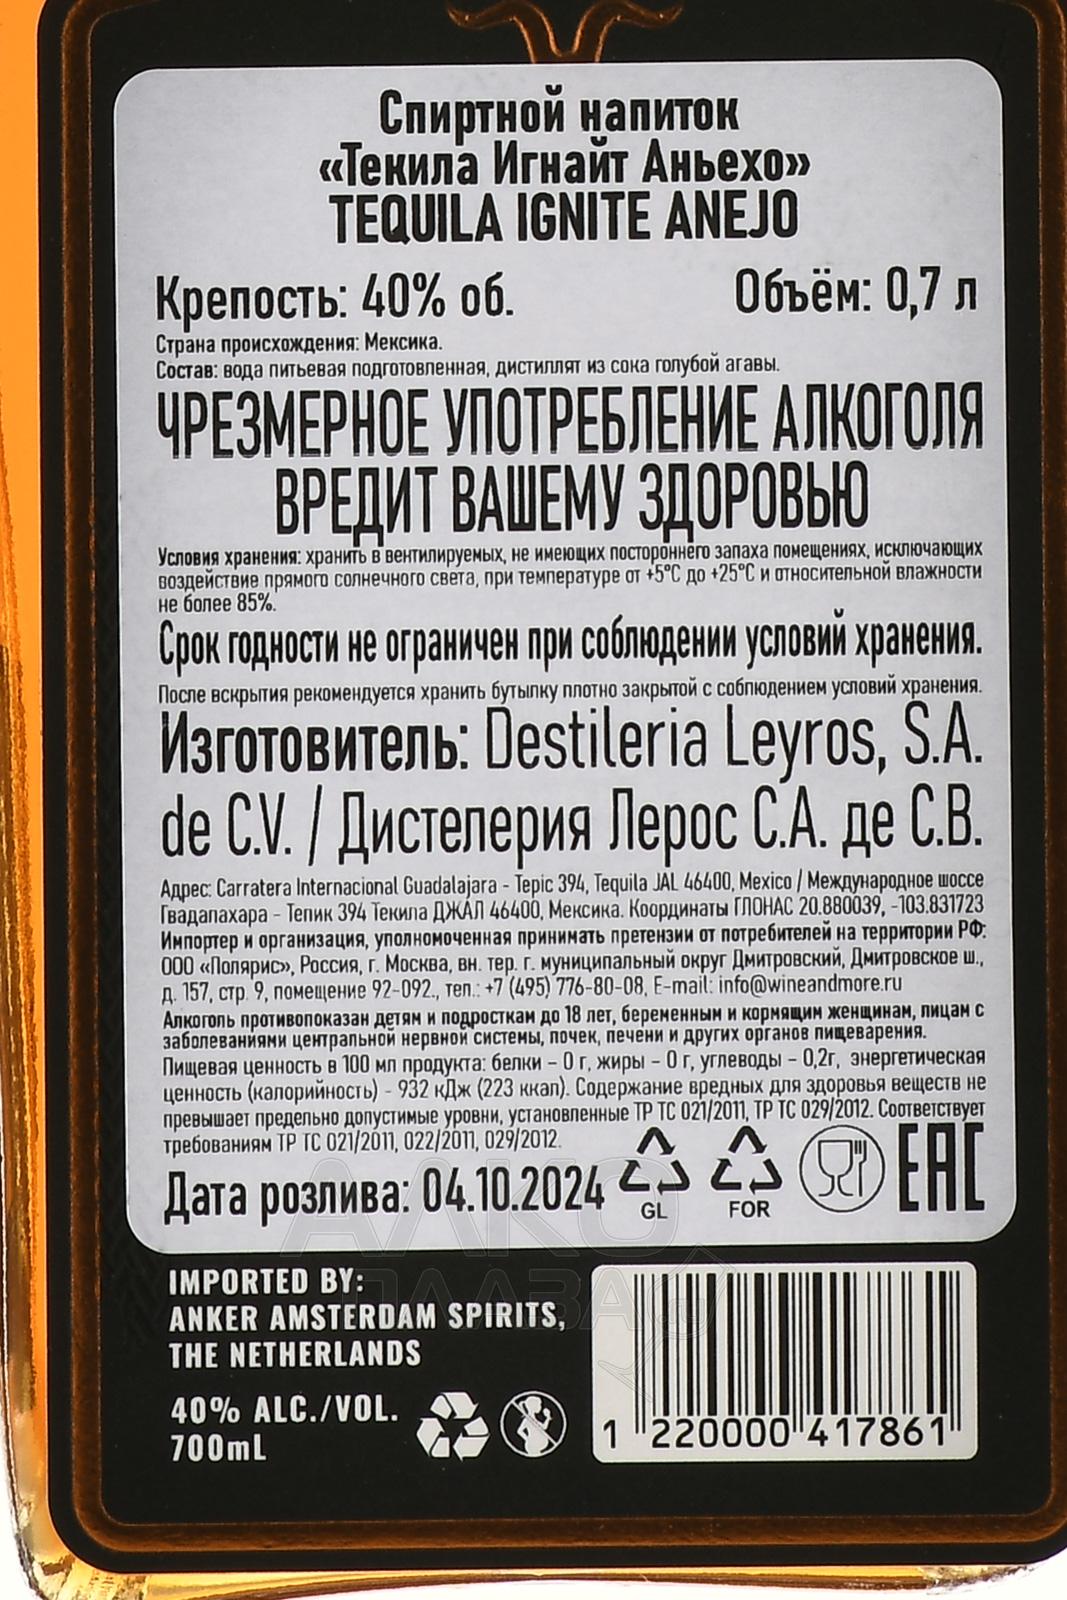 Спиртной напиток
«Текила Игнайт Аньехо»
TEQUILA IGNITE ANEJO
Крепость: 40% об. Объём: 0,7 л
Страна происхождения: Мексика.
Состав: вода питьевая подготовленная, дистиллят из сока голубой агавы.
ЧРЕЗМЕРНОЕ УПОТРЕБЛЕНИЕ АЛКОГОЛЯ
ВРЕДИТ ВАШЕМУ ЗДОРОВЬЮ
Условия хранения: хранить в вентилируемых, не имеющих постороннего запаха помещениях, исключающих
воздействие прямого солнечного света, при температуре от +5°С до +25°С и относительной влажности
не более 85%.
Срок годности не ограничен при соблюдении условий хранения.
После вскрытия рекомендуется хранить бутылку плотно закрытой с соблюдением условий хранения.
Изготовитель: Destileria Leyros, S.A.
de C.V. / Дистелерия Лерос С.А. де С.В.
Адрес: Carratera Internacional Guadalajara - Tepic 394, Tequila JAL 46400, Mexico / Международное шоссе
Гвадалахара - Тепик 394 Текила ДЖАЛ 46400, Мексика. Координаты ГЛОНАС 20.880039, -103.831723
Импортер и организация, уполномоченная принимать претензии от потребителей на территории РФ:
ООО «Полярис», Россия, г. Москва, вн. тер. г. муниципальный округ Дмитровский, Дмитровское ш.,
д. 157, стр. 9, помещение 92-092., тел.: +7 (495) 776-80-08, E-mail: info@wineandmore.ru
Алкоголь противопоказан детям и подросткам до 18 лет, беременным и кормящим женщинам, лицам с
заболеваниями центральной нервной системы, почек, печени и других органов пищеварения.
Пищевая ценность в 100 мл продукта: белки – 0 г, жиры – 0 г, углеводы – 0,2г, энергетическая
ценность (калорийность) - 932 кДж (223 ккал). Содержание вредных для здоровья веществ не
превышает предельно допустимые уровни, установленные ТР ТС 021/2011, ТР ТС 029/2012. Соответствует
требованиям ТР ТС 021/2011, 022/2011, 029/2012.
Дата розлива: 04.10.2024 GL FOR EAC
АЛКО
ПЛАЗА
IMPORTED BY:
ANKER AMSTERDAM SPIRITS,
THE NETHERLANDS
40% ALC./VOL.
700mL
1 220000 417861